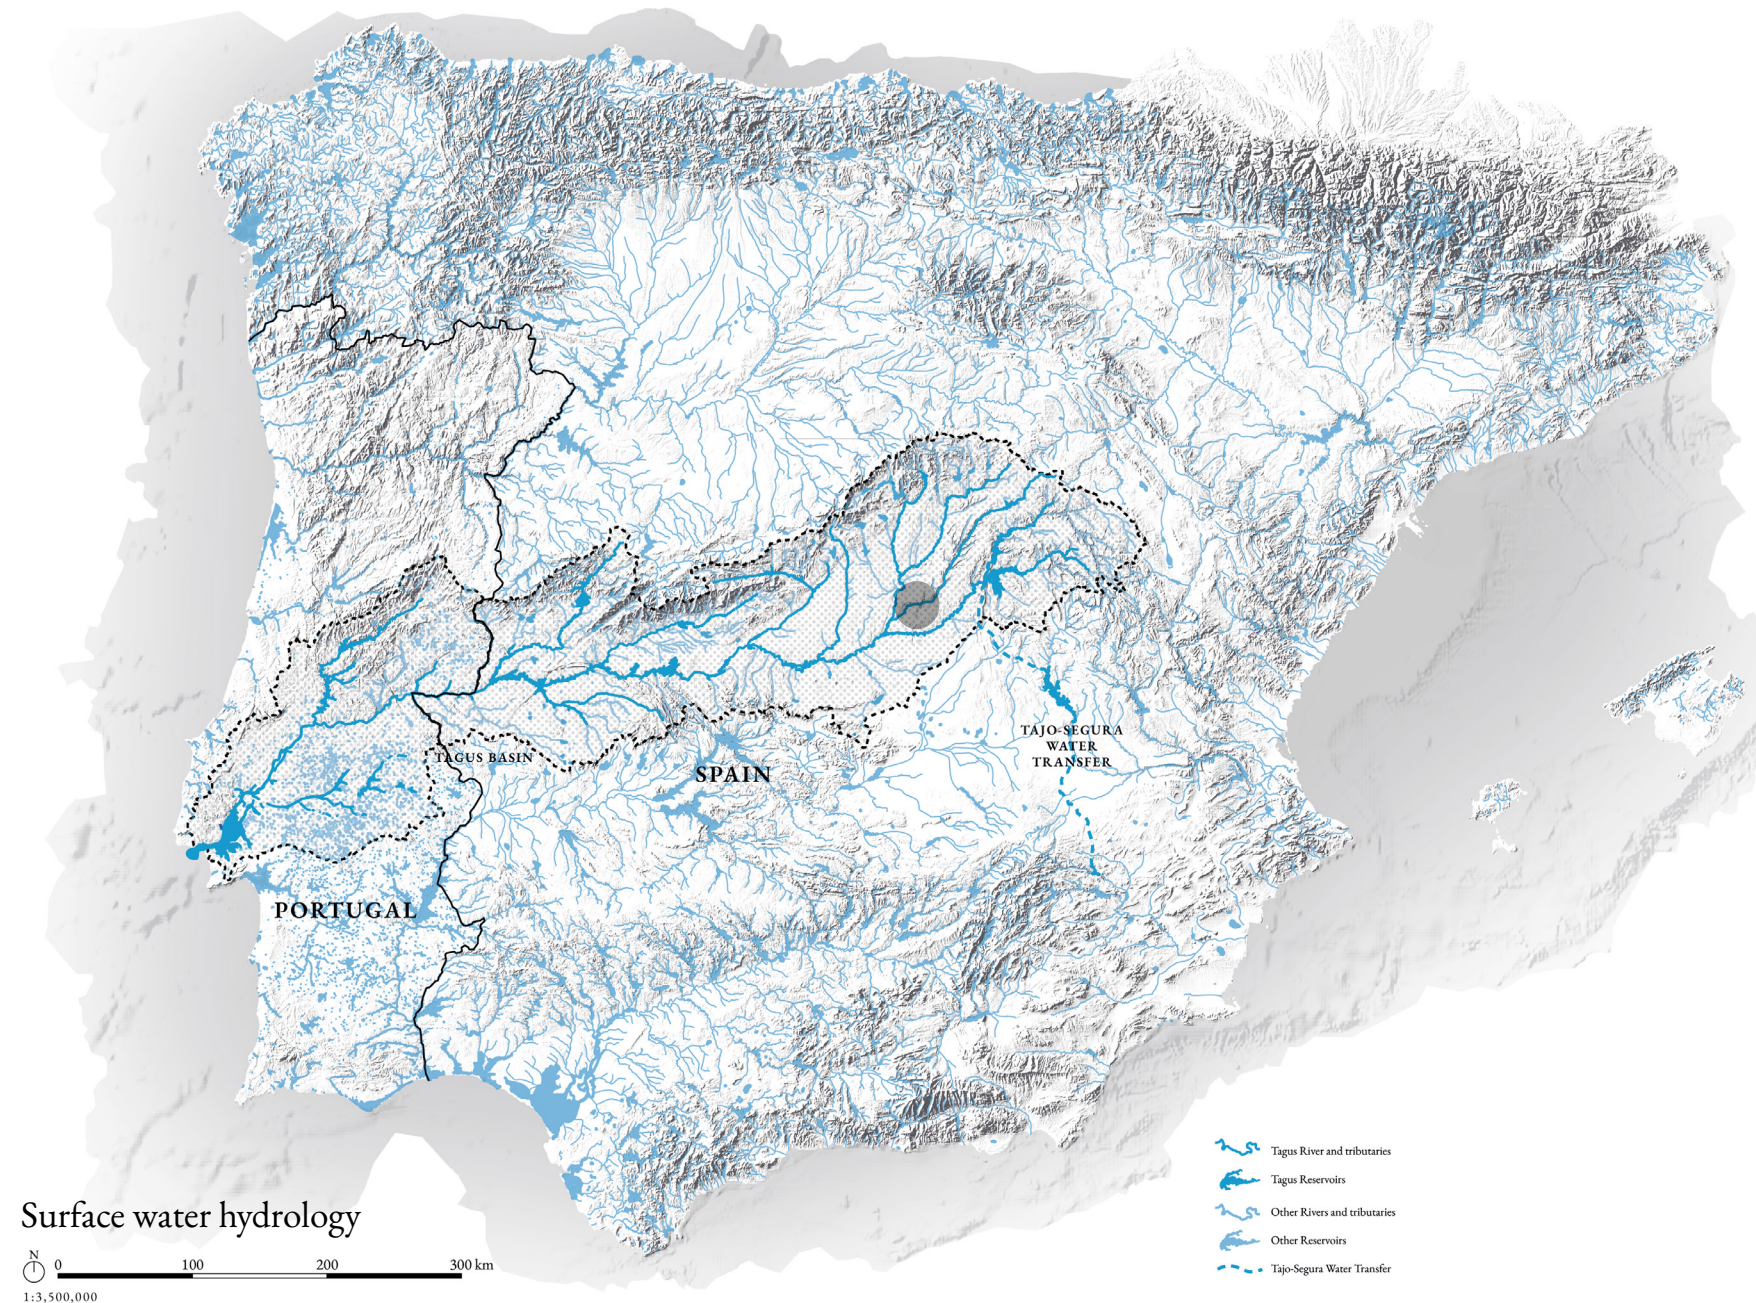 TAJO-SEGURA
WATER
TRANSFER
TAGUS BASIN
SPAIN
PORTUGAL
Tagus River and tributaries
Tagus Reservoirs
Other Rivers and tributaries
Other Reservoirs
Tajo-Segura Water Transfer
Surface water hydrology
N
0 100 200 300 km
1:3,500,000